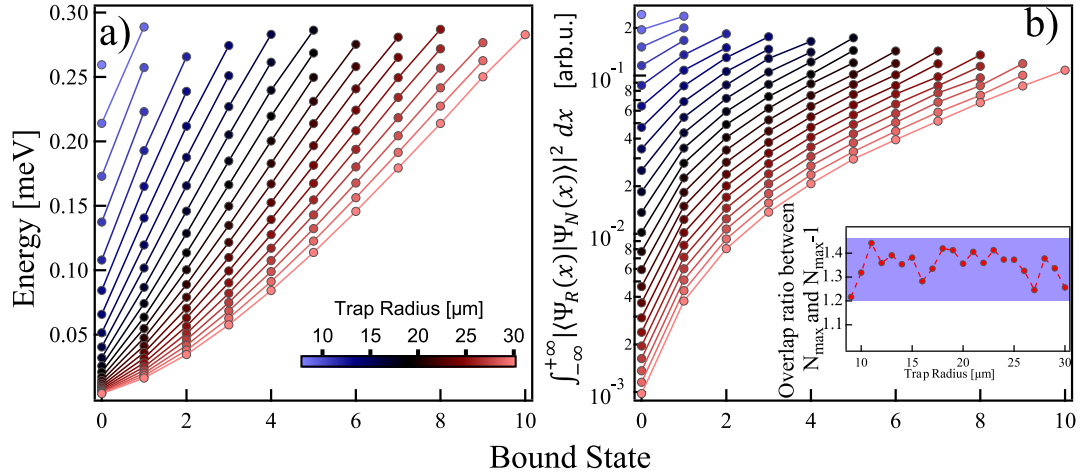 a)
Energy [meV]
0.30
0.25
0.20
0.15
0.10
0.05
Trap Radius [μm]
10 15 20 25 30
0 2 4 6 8 10
b)
∫₋∞⁺∞ |⟨Ψ_R(x)|Ψ_N(x)⟩|² dx [arb.u.]
2
10⁻¹
8
6
4
2
10⁻²
8
6
4
2
10⁻³
Overlap ratio between
N_max and N_max-1
1.4
1.3
1.2
1.1
10 15 20 25 30
Trap Radius [μm]
0 2 4 6 8 10
Bound State